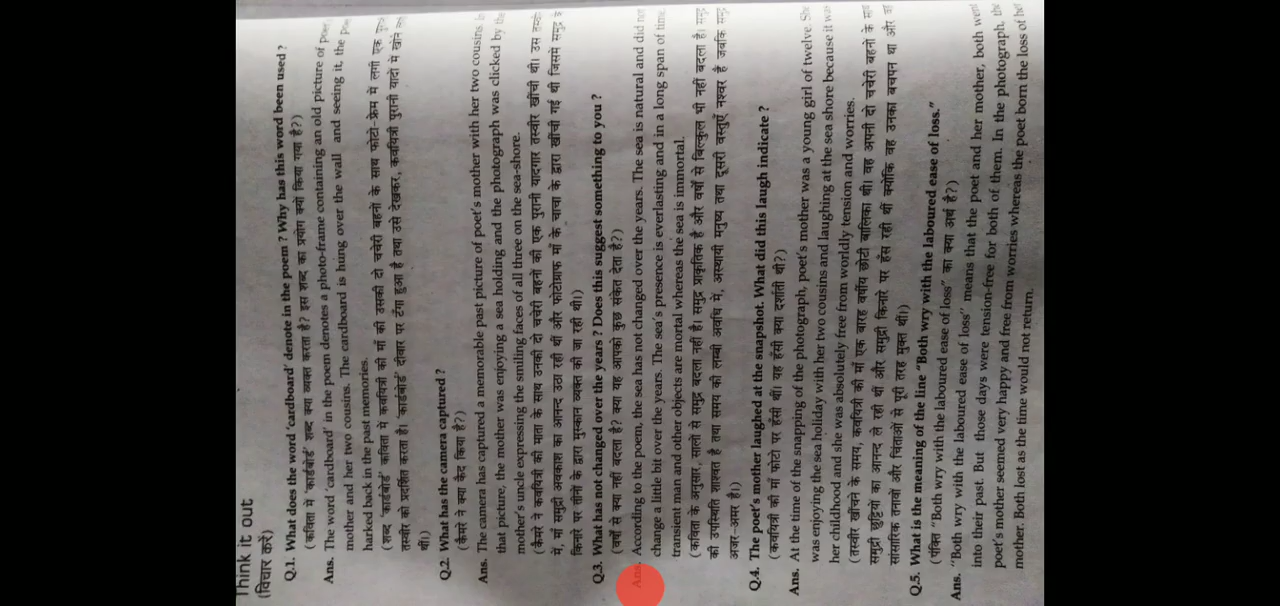 Think it out
(विचार करें)
Q.1. What does the word 'cardboard' denote in the poem ? Why has this word been used ?
(कविता में 'कार्डबोर्ड' शब्द क्या व्यक्त करता है? इस शब्द का प्रयोग क्यों किया गया है?)
Ans. The word 'cardboard' in the poem denotes a photo-frame containing an old picture of
mother and her two cousins. The cardboard is hung over the wall and seeing it, the
harked back in the past memories.
(शब्द 'कार्डबोर्ड' कविता में कवयित्री की माँ की उसकी दो चचेरी बहनों के साथ फोटो-फ्रेम में लगी एक
तस्वीर को प्रदर्शित करता है। 'कार्डबोर्ड' दीवार पर टँगा हुआ है तथा उसे देखकर, कवयित्री पुरानी यादों में खोने
थी।)
Q.2. What has the camera captured ?
(कैमरे ने क्या कैद किया है?)
Ans. The camera has captured a memorable past picture of poet's mother with her two cousins.
that picture, the mother was enjoying a sea holding and the photograph was clicked by the
mother's uncle expressing the smiling faces of all three on the sea-shore.
(कैमरे ने कवयित्री की माता के साथ उनकी दो चचेरी बहनों की एक पुरानी यादगार तस्वीर खींची थी। उस
में, माँ समुद्री अवकाश का आनन्द उठा रही थीं और फोटोग्राफ माँ के चाचा के द्वारा खींची गई थी जिसमें समुद्र के
किनारे पर तीनों के द्वारा मुस्कान व्यक्त की जा रही थी।)
Q.3. What has not changed over the years ? Does this suggest something to you ?
(वर्षों से क्या नहीं बदला है? क्या यह आपको कुछ संकेत देता है?)
Ans. According to the poem, the sea has not changed over the years. The sea is natural and did not
change a little bit over the years. The sea's presence is everlasting and in a long span of time,
transient man and other objects are mortal whereas the sea is immortal.
(कविता के अनुसार, सालों से समुद्र बदला नहीं है। समुद्र प्राकृतिक है और वर्षों से बिल्कुल भी नहीं बदला है। समुद्र
की उपस्थिति शाश्वत है तथा समय की लम्बी अवधि में, अस्थायी मनुष्य तथा दूसरी वस्तुएँ नश्वर हैं जबकि समुद्र
अजर-अमर है।)
Q.4. The poet's mother laughed at the snapshot. What did this laugh indicate ?
(कवयित्री की माँ फोटो पर हँसी थीं। यह हँसी क्या दर्शाती थी?)
Ans. At the time of the snapping of the photograph, poet's mother was a young girl of twelve. She
was enjoying the sea holiday with her two cousins and laughing at the sea shore because it was
her childhood and she was absolutely free from worldly tension and worries.
(तस्वीर खींचने के समय, कवयित्री की माँ एक बारह वर्षीय छोटी बालिका थी। वह अपनी दो चचेरी बहनों के साथ
समुद्री छुट्टियों का आनन्द ले रही थीं और समुद्री किनारे पर हँस रही थीं क्योंकि वह उनका बचपन था और वह
सांसारिक तनावों और चिंताओं से पूरी तरह मुक्त थीं।)
Q.5. What is the meaning of the line "Both wry with the laboured ease of loss."
(पंक्ति "Both wry with the laboured ease of loss" का क्या अर्थ है?)
Ans. "Both wry with the laboured ease of loss" means that the poet and her mother, both went
into their past. But those days were tension-free for both of them. In the photograph, the
poet's mother seemed very happy and free from worries whereas the poet born the loss of her
mother. Both lost as the time would not return.